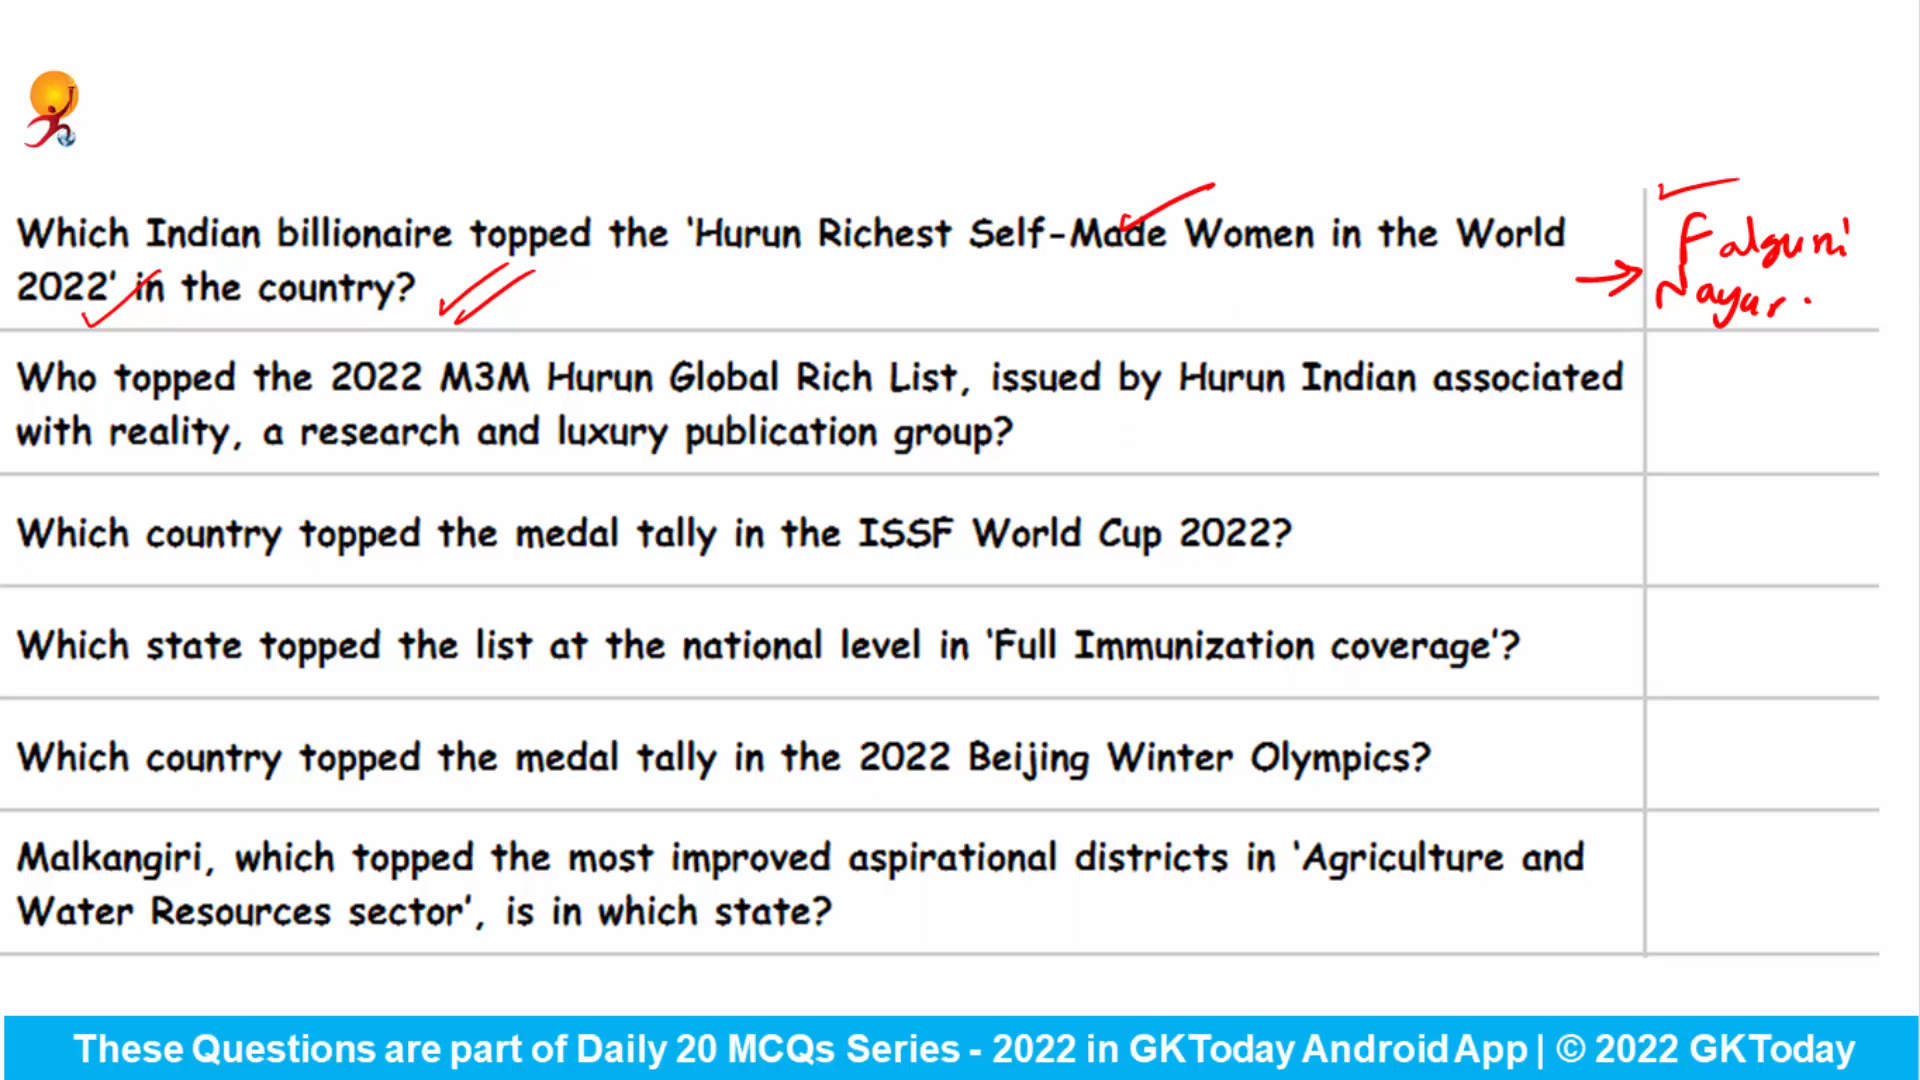 Which Indian billionaire topped the ‘Hurun Richest Self-Made Women in the World
2022’ in the country?
Falguni
Nayar.
Who topped the 2022 M3M Hurun Global Rich List, issued by Hurun Indian associated
with reality, a research and luxury publication group?
Which country topped the medal tally in the ISSF World Cup 2022?
Which state topped the list at the national level in ‘Full Immunization coverage’?
Which country topped the medal tally in the 2022 Beijing Winter Olympics?
Malkangiri, which topped the most improved aspirational districts in ‘Agriculture and
Water Resources sector’, is in which state?
These Questions are part of Daily 20 MCQs Series - 2022 in GKToday Android App | © 2022 GKToday